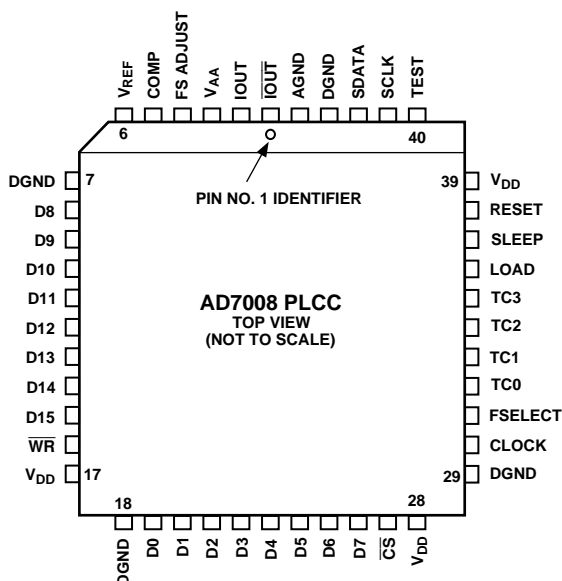 VREF
COMP
FS ADJUST
VAA
IOUT
I̅O̅U̅T̅
AGND
DGND
SDATA
SCLK
TEST
6
40
DGND
7
PIN NO. 1 IDENTIFIER
39
VDD
D8
RESET
D9
SLEEP
D10
LOAD
D11
TC3
D12
TC2
D13
TC1
D14
TC0
D15
FSELECT
W̅R̅
CLOCK
VDD
17
29
DGND
AD7008 PLCC
TOP VIEW
(NOT TO SCALE)
18
28
DGND
D0
D1
D2
D3
D4
D5
D6
D7
C̅S̅
VDD